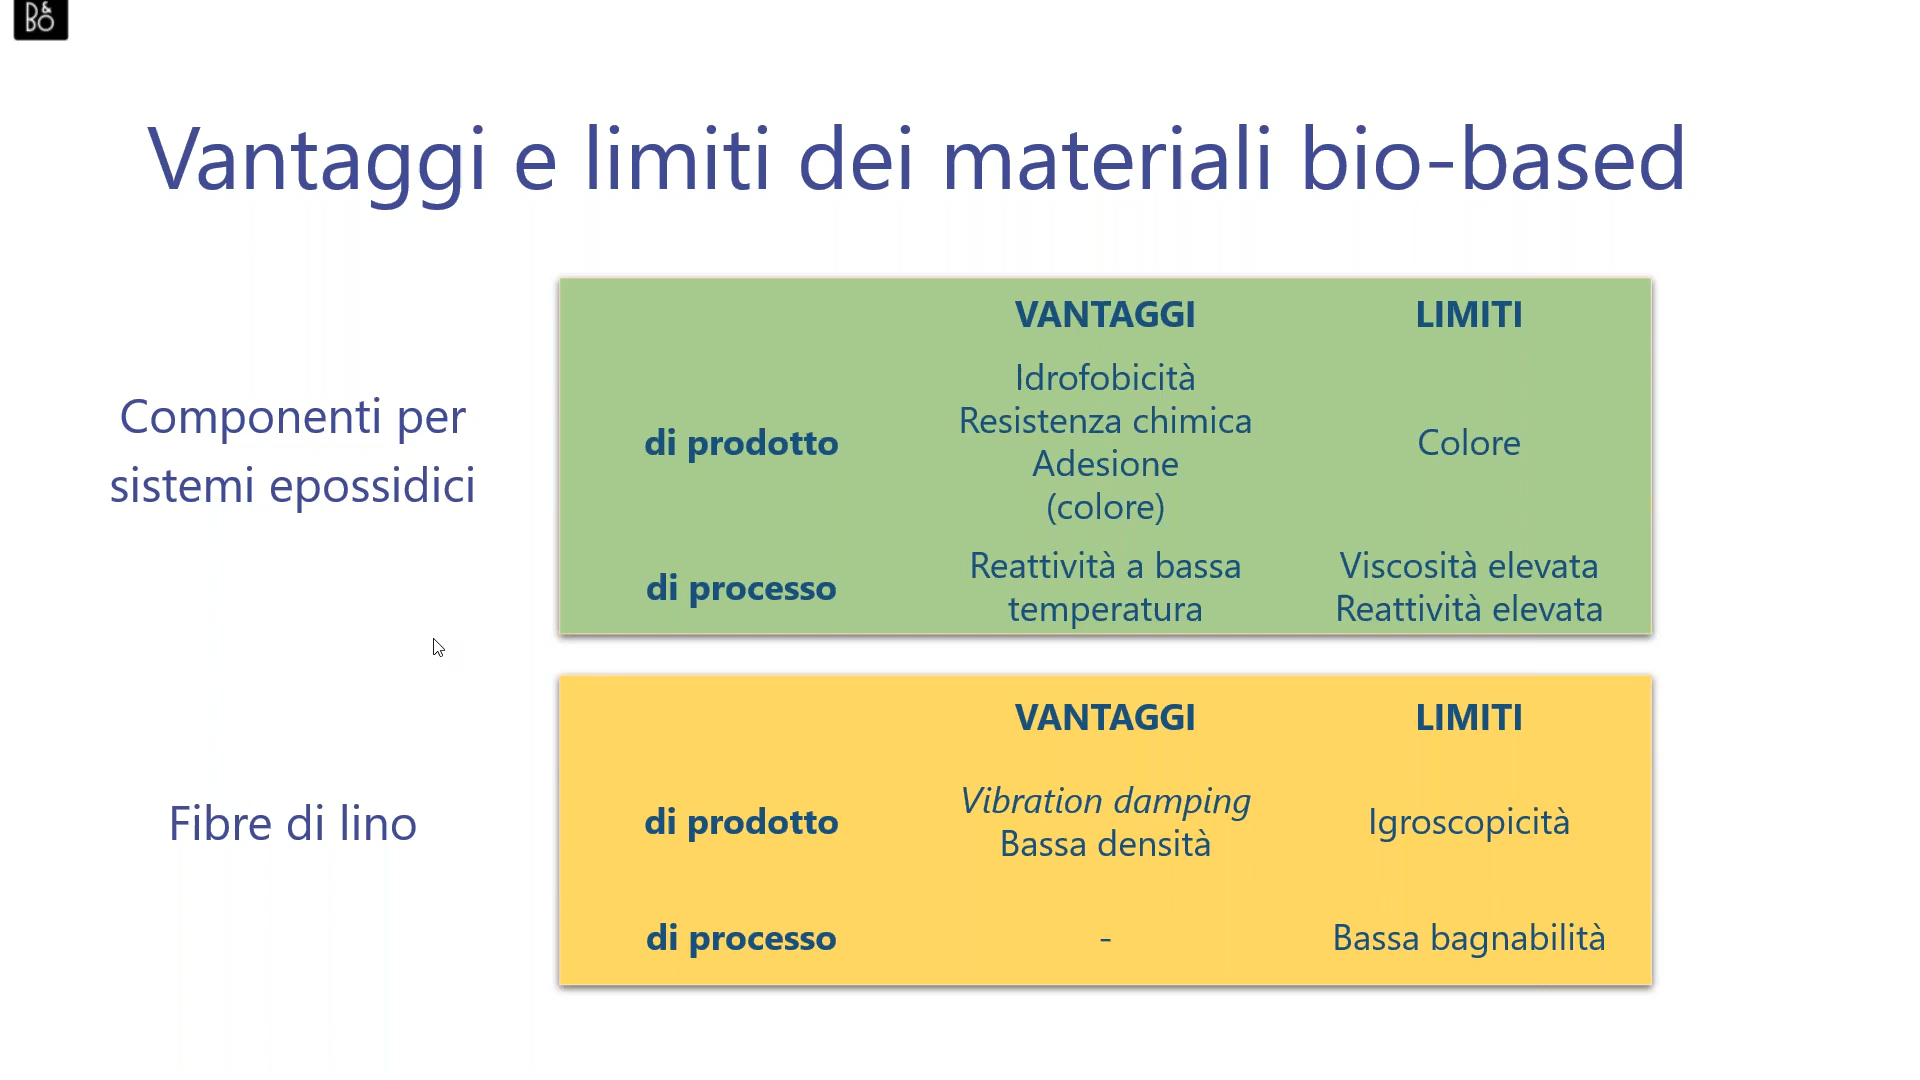 B&O
Vantaggi e limiti dei materiali bio-based
Componenti per
sistemi epossidici
VANTAGGI LIMITI
di prodotto
Idrofobicità
Resistenza chimica
Adesione
(colore)
Colore
di processo
Reattività a bassa
temperatura
Viscosità elevata
Reattività elevata
Fibre di lino
VANTAGGI LIMITI
di prodotto
Vibration damping
Bassa densità
Igroscopicità
di processo
-
Bassa bagnabilità